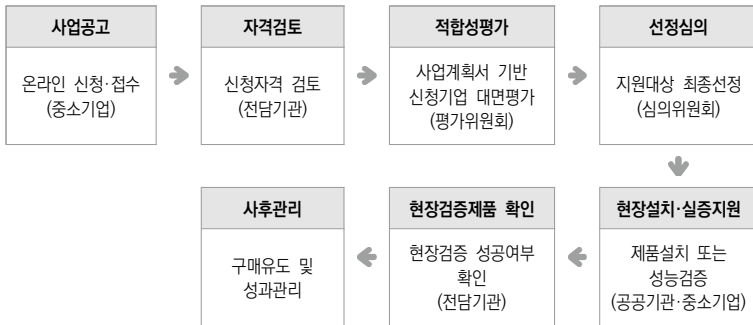 사업공고
온라인 신청·접수
(중소기업)
자격검토
신청자격 검토
(전담기관)
적합성평가
사업계획서 기반
신청기업 대면평가
(평가위원회)
선정심의
지원대상 최종선정
(심의위원회)
현장설치·실증지원
제품설치 또는
성능검증
(공공기관·중소기업)
현장검증제품 확인
현장검증 성공여부
확인
(전담기관)
사후관리
구매유도 및
성과관리